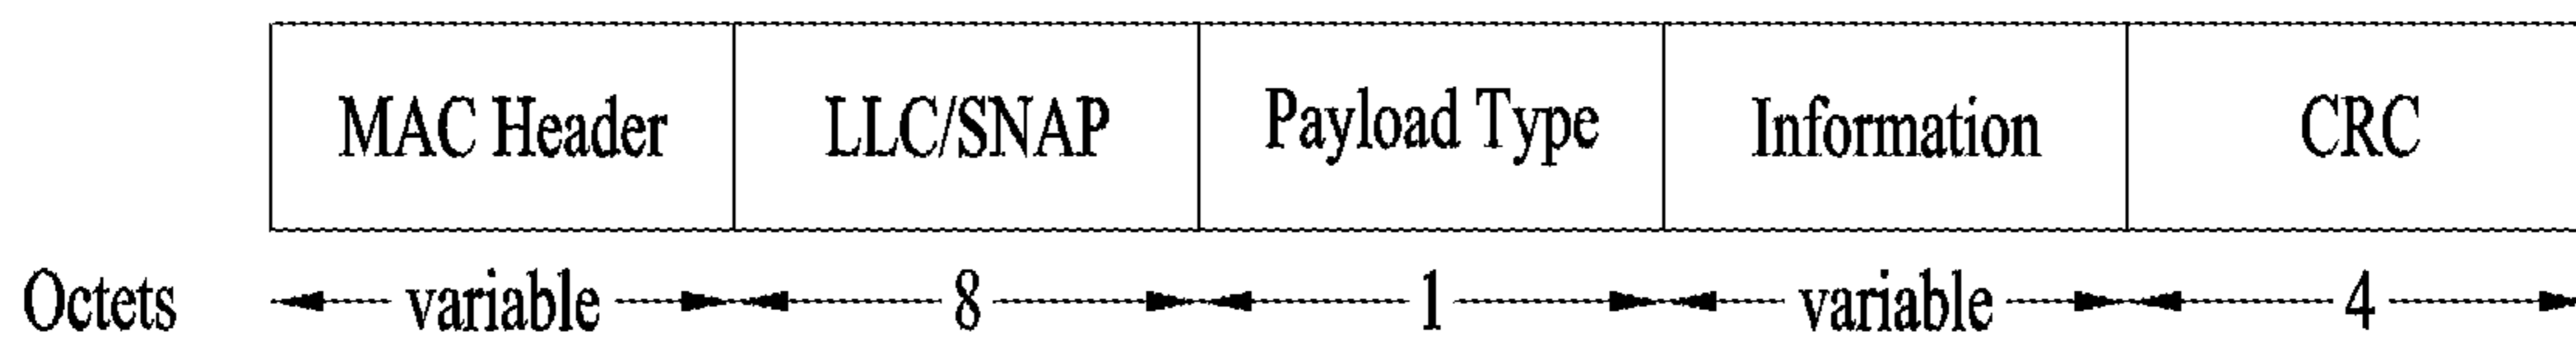 MAC Header LLC/SNAP Payload Type Information CRC
Octets variable 8 1 variable 4